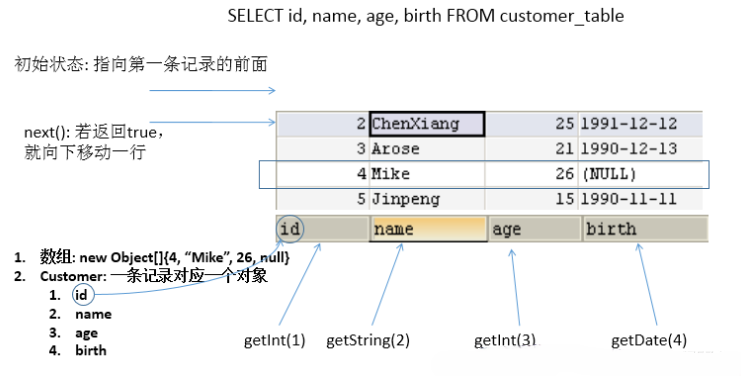 SELECT id, name, age, birth FROM customer_table
初始状态: 指向第一条记录的前面
next(): 若返回true，
就向下移动一行
2 ChenXiang 25 1991-12-12
3 Arose 21 1990-12-13
4 Mike 26 (NULL)
5 Jinpeng 15 1990-11-11
id name age birth
1. 数组: new Object[]{4, “Mike”, 26, null}
2. Customer: 一条记录对应一个对象
1. id
2. name
3. age
4. birth
getInt(1) getString(2) getInt(3) getDate(4)